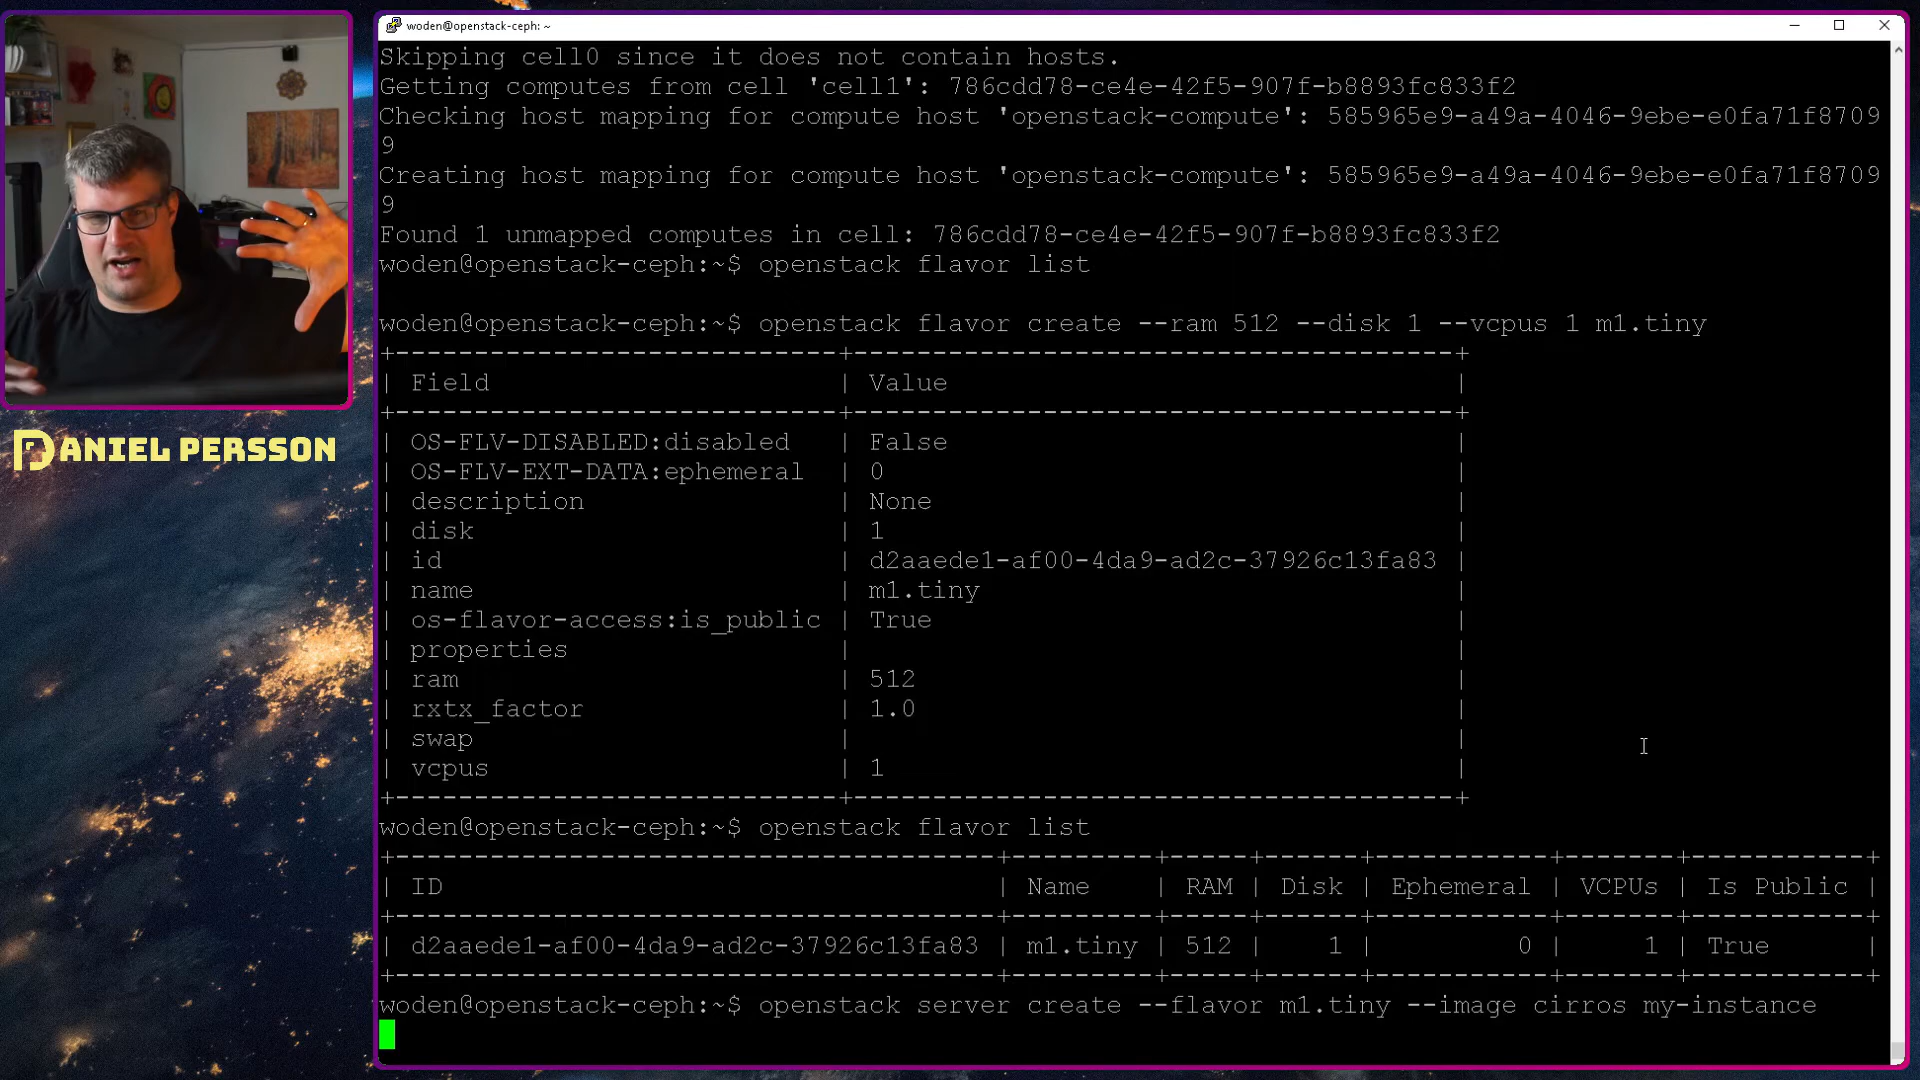 woden@openstack-ceph: ~
Skipping cell0 since it does not contain hosts.
Getting computes from cell 'cell1': 786cdd78-ce4e-42f5-907f-b8893fc833f2
Checking host mapping for compute host 'openstack-compute': 585965e9-a49a-4046-9ebe-e0fa71f8709
9
Creating host mapping for compute host 'openstack-compute': 585965e9-a49a-4046-9ebe-e0fa71f8709
9
Found 1 unmapped computes in cell: 786cdd78-ce4e-42f5-907f-b8893fc833f2
woden@openstack-ceph:~$ openstack flavor list
woden@openstack-ceph:~$ openstack flavor create --ram 512 --disk 1 --vcpus 1 m1.tiny
+----------------------------+--------------------------------------+
| Field                      | Value                                |
+----------------------------+--------------------------------------+
| OS-FLV-DISABLED:disabled   | False                                |
| OS-FLV-EXT-DATA:ephemeral  | 0                                    |
| description                | None                                 |
| disk                       | 1                                    |
| id                         | d2aaede1-af00-4da9-ad2c-37926c13fa83 |
| name                       | m1.tiny                              |
| os-flavor-access:is_public | True                                 |
| properties                 |                                      |
| ram                        | 512                                  |
| rxtx_factor                | 1.0                                  |
| swap                       |                                      |
| vcpus                      | 1                                    |
+----------------------------+--------------------------------------+
woden@openstack-ceph:~$ openstack flavor list
+--------------------------------------+---------+-----+------+-----------+-------+-----------+
| ID                                   | Name    | RAM | Disk | Ephemeral | VCPUs | Is Public |
+--------------------------------------+---------+-----+------+-----------+-------+-----------+
| d2aaede1-af00-4da9-ad2c-37926c13fa83 | m1.tiny | 512 |    1 |         0 |     1 | True      |
+--------------------------------------+---------+-----+------+-----------+-------+-----------+
woden@openstack-ceph:~$ openstack server create --flavor m1.tiny --image cirros my-instance
DANIEL PERSSON